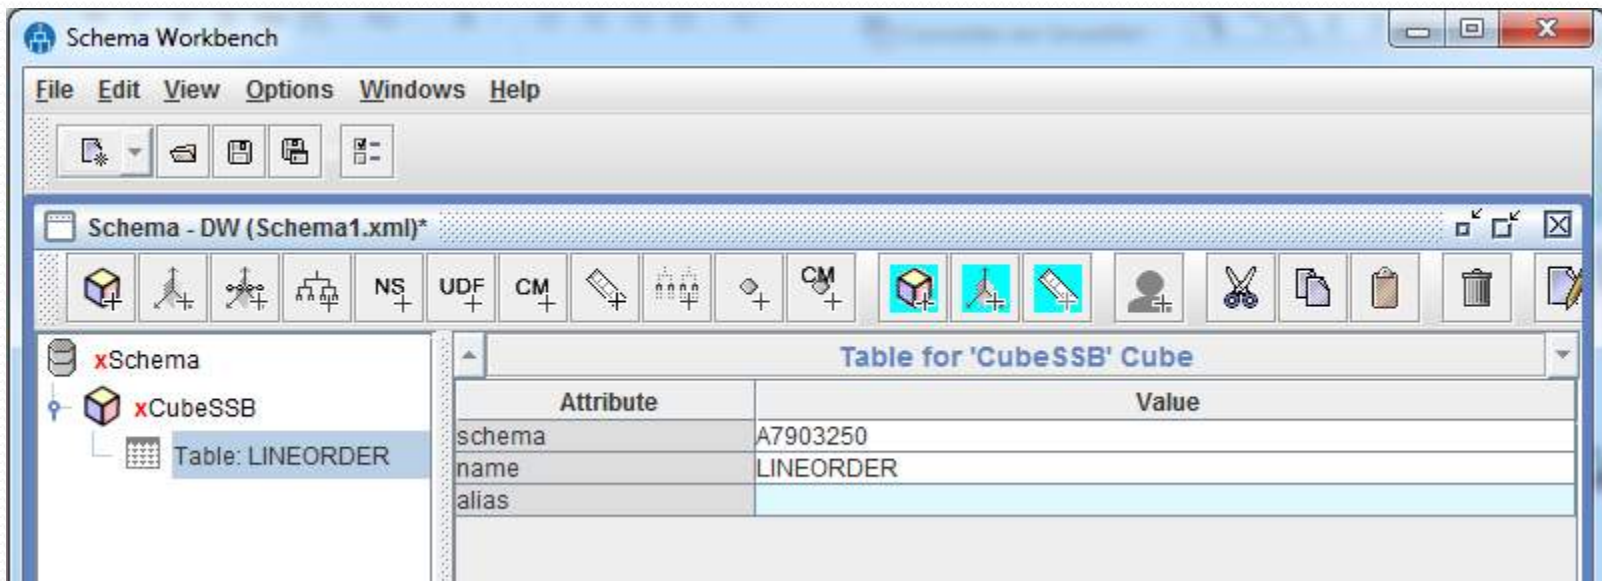 Schema Workbench
File Edit View Options Windows Help
Schema - DW (Schema1.xml)*
NS UDF CM CM
xSchema
xCubeSSB
Table: LINEORDER
Table for 'CubeSSB' Cube
Attribute Value
schema A7903250
name LINEORDER
alias